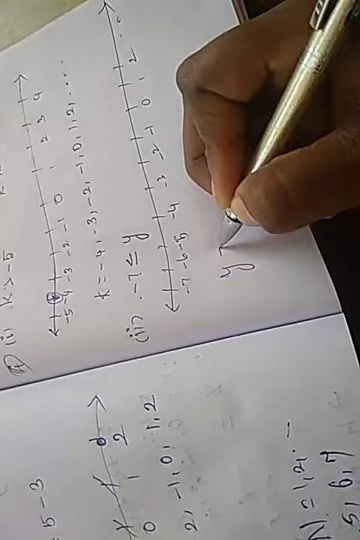 (i) k > -5
-5 -4 -3 -2 -1 0 1 2 3 4
k = -4, -3, -2, -1, 0, 1, 2, ....
(ii) -7 ≤ y
-7 -6 -5 -4 -3 -2 -1 0 1 2
y
5 - 3
1 2
0 1 2
2, -1, 0, 1, 2
5, 6, 7